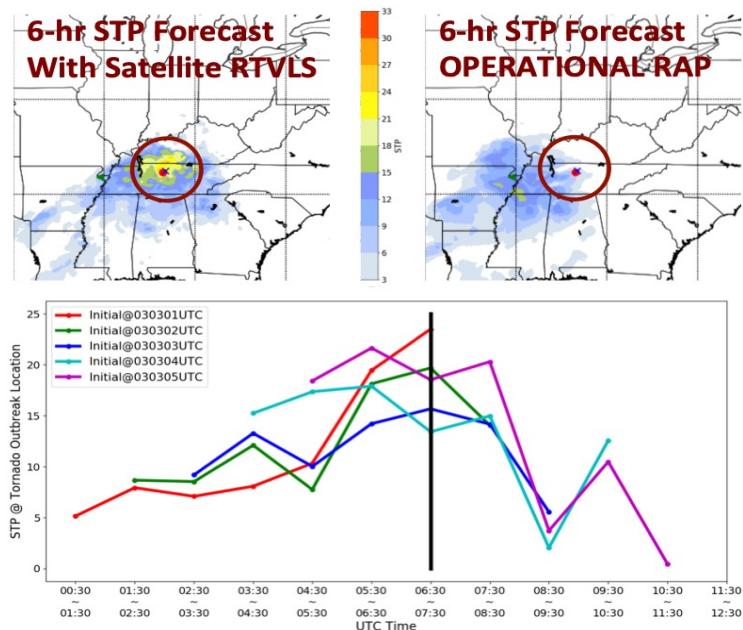 6-hr STP Forecast
With Satellite RTVLS
33
30
27
24
21
18
15
12
9
6
3
STP
6-hr STP Forecast
OPERATIONAL RAP
25
20
15
10
5
0
STP @ Tornado Outbreak Location
Initial@030301UTC
Initial@030302UTC
Initial@030303UTC
Initial@030304UTC
Initial@030305UTC
00:30 01:30 02:30 03:30 04:30 05:30 06:30 07:30 08:30 09:30 10:30 11:30
~ ~ ~ ~ ~ ~ ~ ~ ~ ~ ~ ~
01:30 02:30 03:30 04:30 05:30 06:30 07:30 08:30 09:30 10:30 12:30 12:30
UTC Time